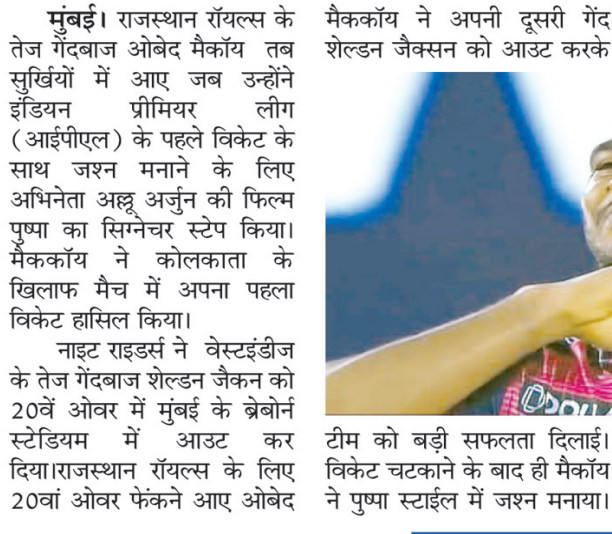 मुंबई। राजस्थान रॉयल्स के
तेज गेंदबाज ओबेद मैकॉय तब
सुर्खियों में आए जब उन्होंने
इंडियन प्रीमियर लीग
(आईपीएल) के पहले विकेट के
साथ जश्न मनाने के लिए
अभिनेता अल्लू अर्जुन की फिल्म
पुष्पा का सिग्नेचर स्टेप किया।
मैककॉय ने कोलकाता के
खिलाफ मैच में अपना पहला
विकेट हासिल किया।
नाइट राइडर्स ने वेस्टइंडीज
के तेज गेंदबाज शेल्डन जैकन को
20वें ओवर में मुंबई के ब्रेबोर्न
स्टेडियम में आउट कर
दिया।राजस्थान रॉयल्स के लिए
20वां ओवर फेंकने आए ओबेद
मैककॉय ने अपनी दूसरी गेंद
शेल्डन जैक्सन को आउट करके
टीम को बड़ी सफलता दिलाई।
विकेट चटकाने के बाद ही मैकॉय
ने पुष्पा स्टाईल में जश्न मनाया।